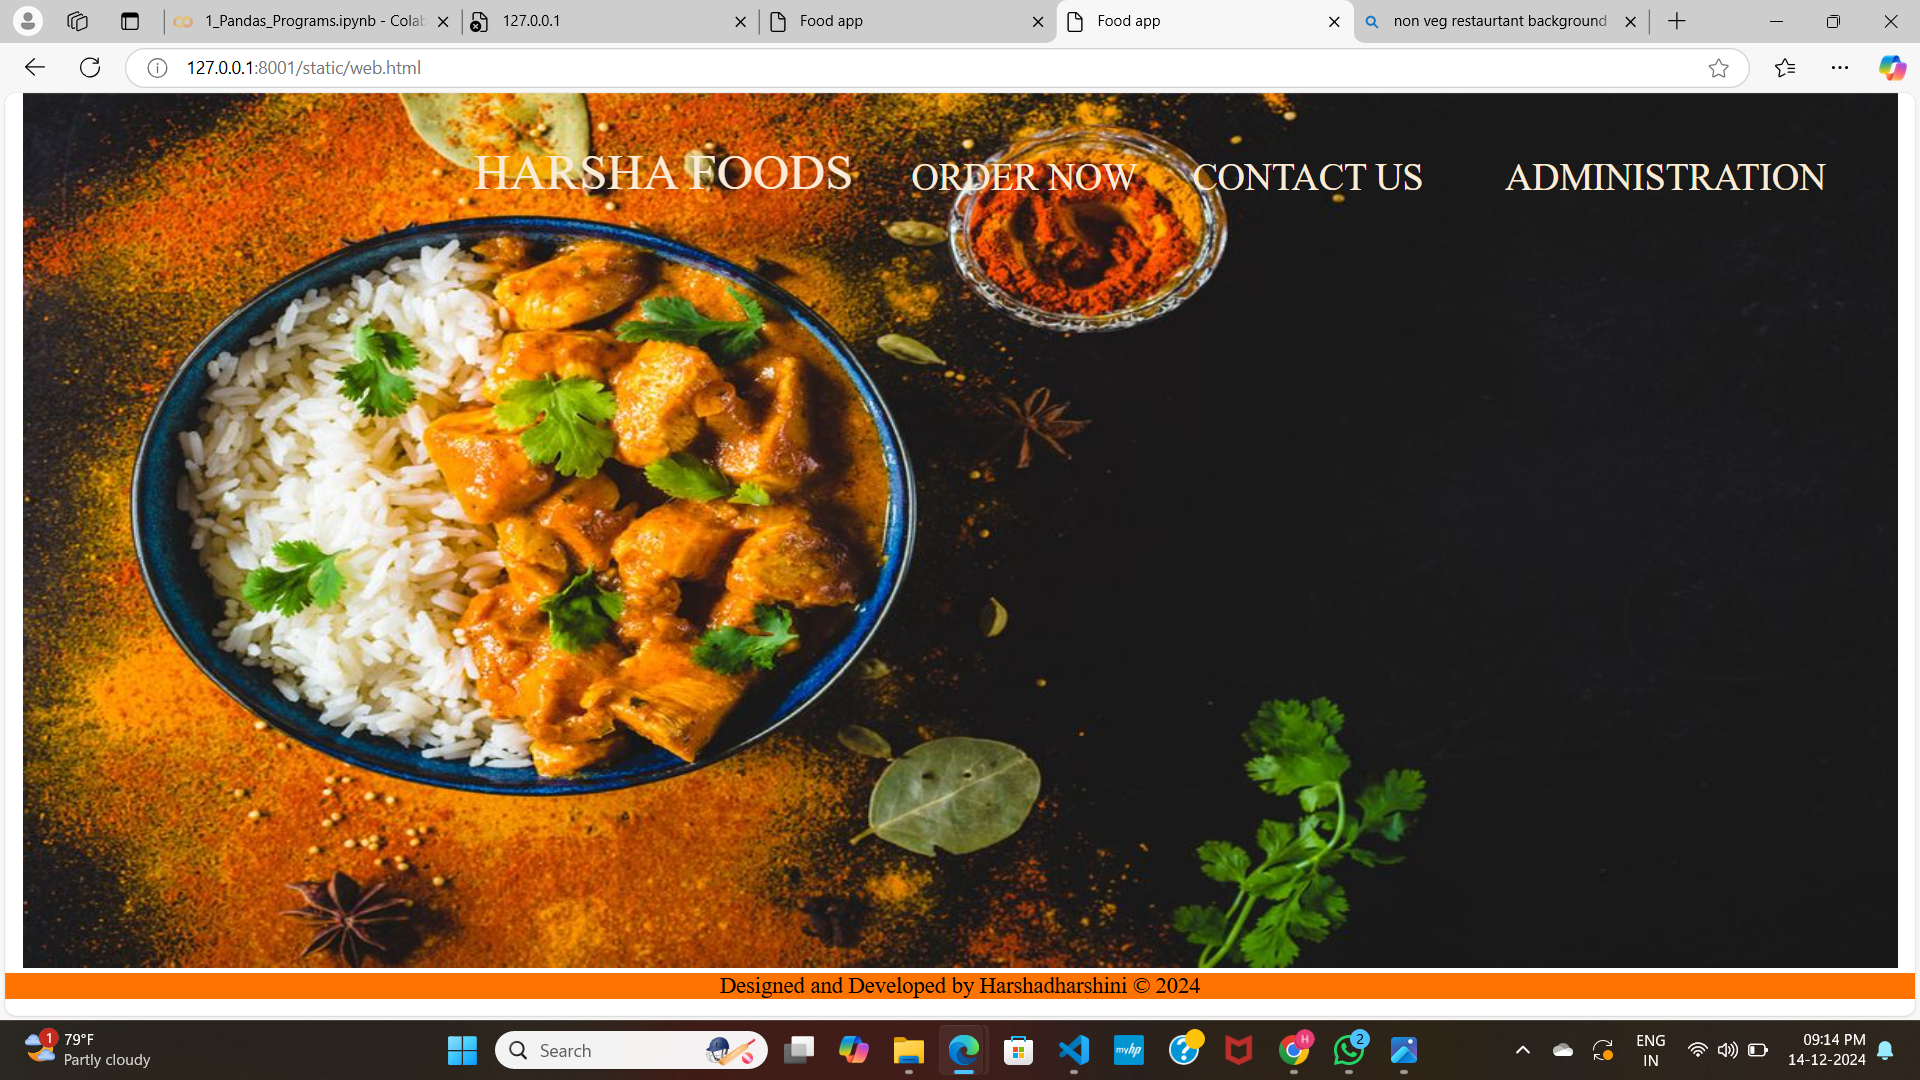 1_Pandas_Programs.ipynb - Colab
127.0.0.1
Food app
Food app
non veg restaurtant background
127.0.0.1:8001/static/web.html
HARSHA FOODS ORDER NOW CONTACT US ADMINISTRATION
Designed and Developed by Harshadharshini © 2024
1
79°F
Partly cloudy
Search
myhp
H
2
ENG
IN
09:14 PM
14-12-2024